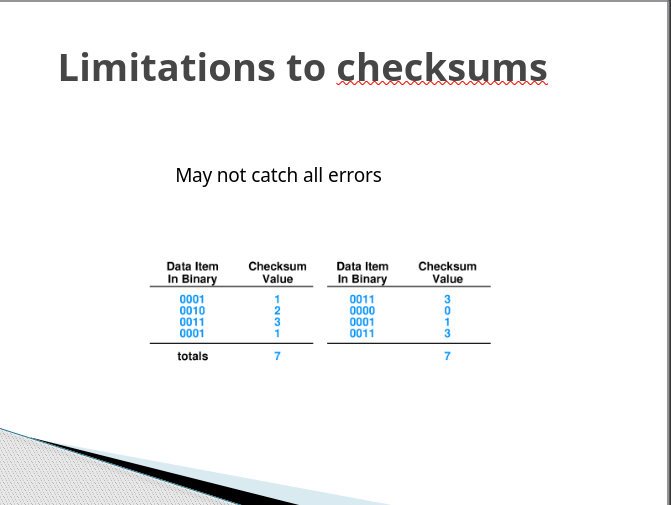 Limitations to checksums
May not catch all errors
Data Item Checksum Data Item Checksum
In Binary Value In Binary Value
0001 1 0011 3
0010 2 0000 0
0011 3 0001 1
0001 1 0011 3
totals 7 7